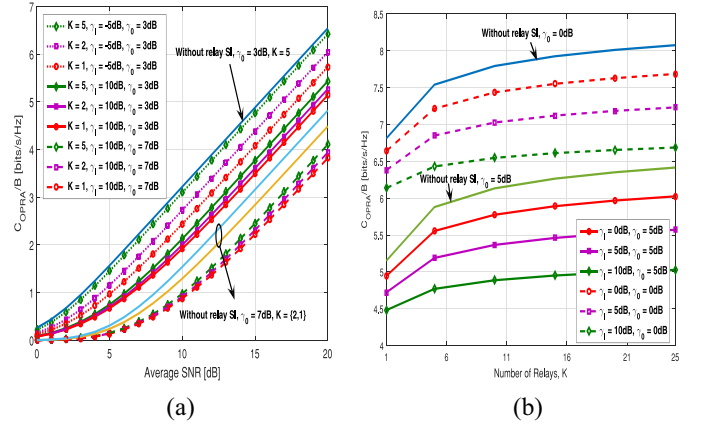 C_OPRA/B [bits/s/Hz]
7
6
5
4
3
2
1
0
0
5
10
15
20
Average SNR [dB]
K = 5, γ_I = -5dB, γ_0 = 3dB
K = 2, γ_I = -5dB, γ_0 = 3dB
K = 1, γ_I = -5dB, γ_0 = 3dB
K = 5, γ_I = 10dB, γ_0 = 3dB
K = 2, γ_I = 10dB, γ_0 = 3dB
K = 1, γ_I = 10dB, γ_0 = 3dB
K = 5, γ_I = 10dB, γ_0 = 7dB
K = 2, γ_I = 10dB, γ_0 = 7dB
K = 1, γ_I = 10dB, γ_0 = 7dB
Without relay SI, γ_0 = 3dB, K = 5
Without relay SI, γ_0 = 7dB, K = {2,1}
(a)
C_OPRA/B [bits/s/Hz]
8.5
8
7.5
7
6.5
6
5.5
5
4.5
4
1
6
11
16
21
25
Number of Relays, K
Without relay SI, γ_0 = 0dB
Without relay SI, γ_0 = 5dB
γ_I = 0dB, γ_0 = 5dB
γ_I = 5dB, γ_0 = 5dB
γ_I = 10dB, γ_0 = 5dB
γ_I = 0dB, γ_0 = 0dB
γ_I = 5dB, γ_0 = 0dB
γ_I = 10dB, γ_0 = 0dB
(b)